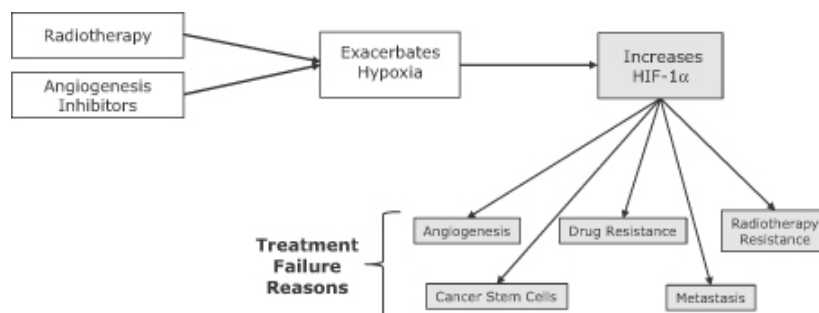 Radiotherapy
Angiogenesis
Inhibitors
Exacerbates
Hypoxia
Increases
HIF-1α
Treatment
Failure
Reasons
Angiogenesis
Drug Resistance
Radiotherapy
Resistance
Cancer Stem Cells
Metastasis